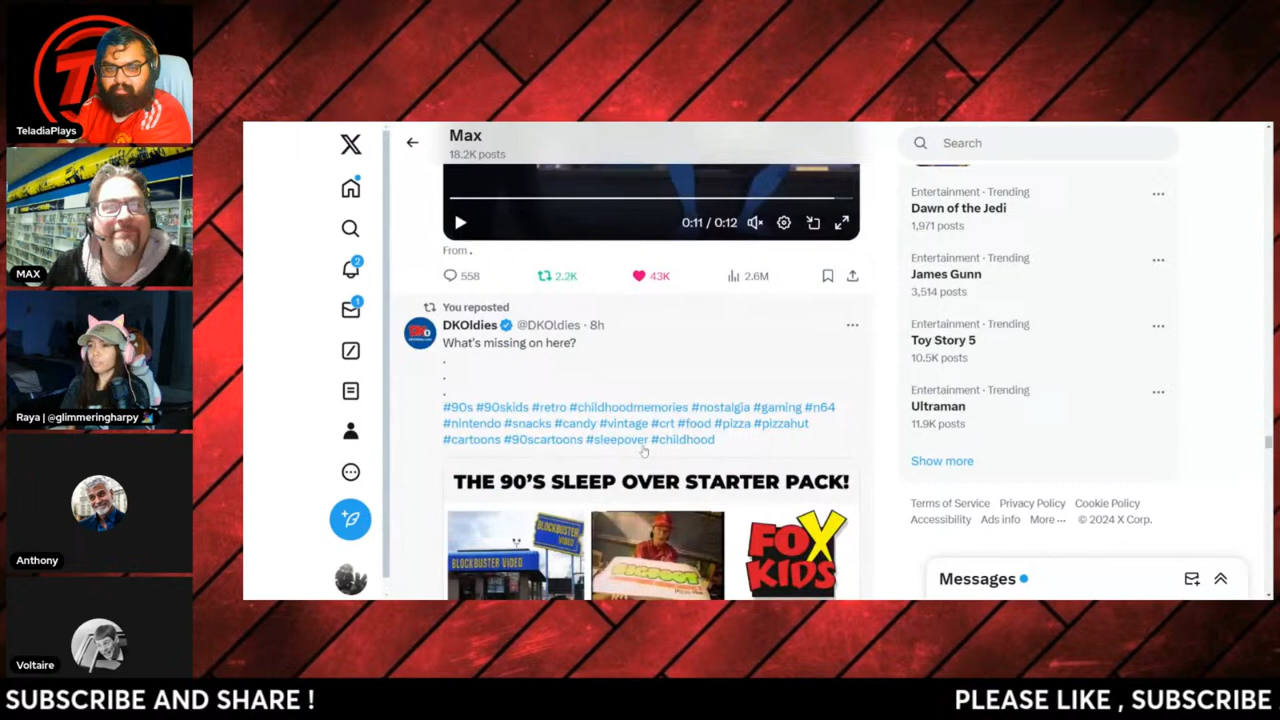 TeladiaPlays
MAX
Raya | @glimmeringharpy
Anthony
Voltaire
Max
18.2K posts
0:11 / 0:12
From .
558
2.2K
43K
2.6M
You reposted
DKOldies @DKOldies · 8h
What's missing on here?
.
.
.
#90s #90skids #retro #childhoodmemories #nostalgia #gaming #n64
#nintendo #snacks #candy #vintage #crt #food #pizza #pizzahut
#cartoons #90scartoons #sleepover #childhood
THE 90'S SLEEP OVER STARTER PACK!
BLOCKBUSTER VIDEO
BLOCKBUSTER VIDEO
BIGFOOT
FOX
KIDS
2
1
Search
Entertainment · Trending
Dawn of the Jedi
1,971 posts
Entertainment · Trending
James Gunn
3,514 posts
Entertainment · Trending
Toy Story 5
10.5K posts
Entertainment · Trending
Ultraman
11.9K posts
Show more
Terms of Service Privacy Policy Cookie Policy
Accessibility Ads info More ··· © 2024 X Corp.
Messages
SUBSCRIBE AND SHARE !
PLEASE LIKE , SUBSCRIBE